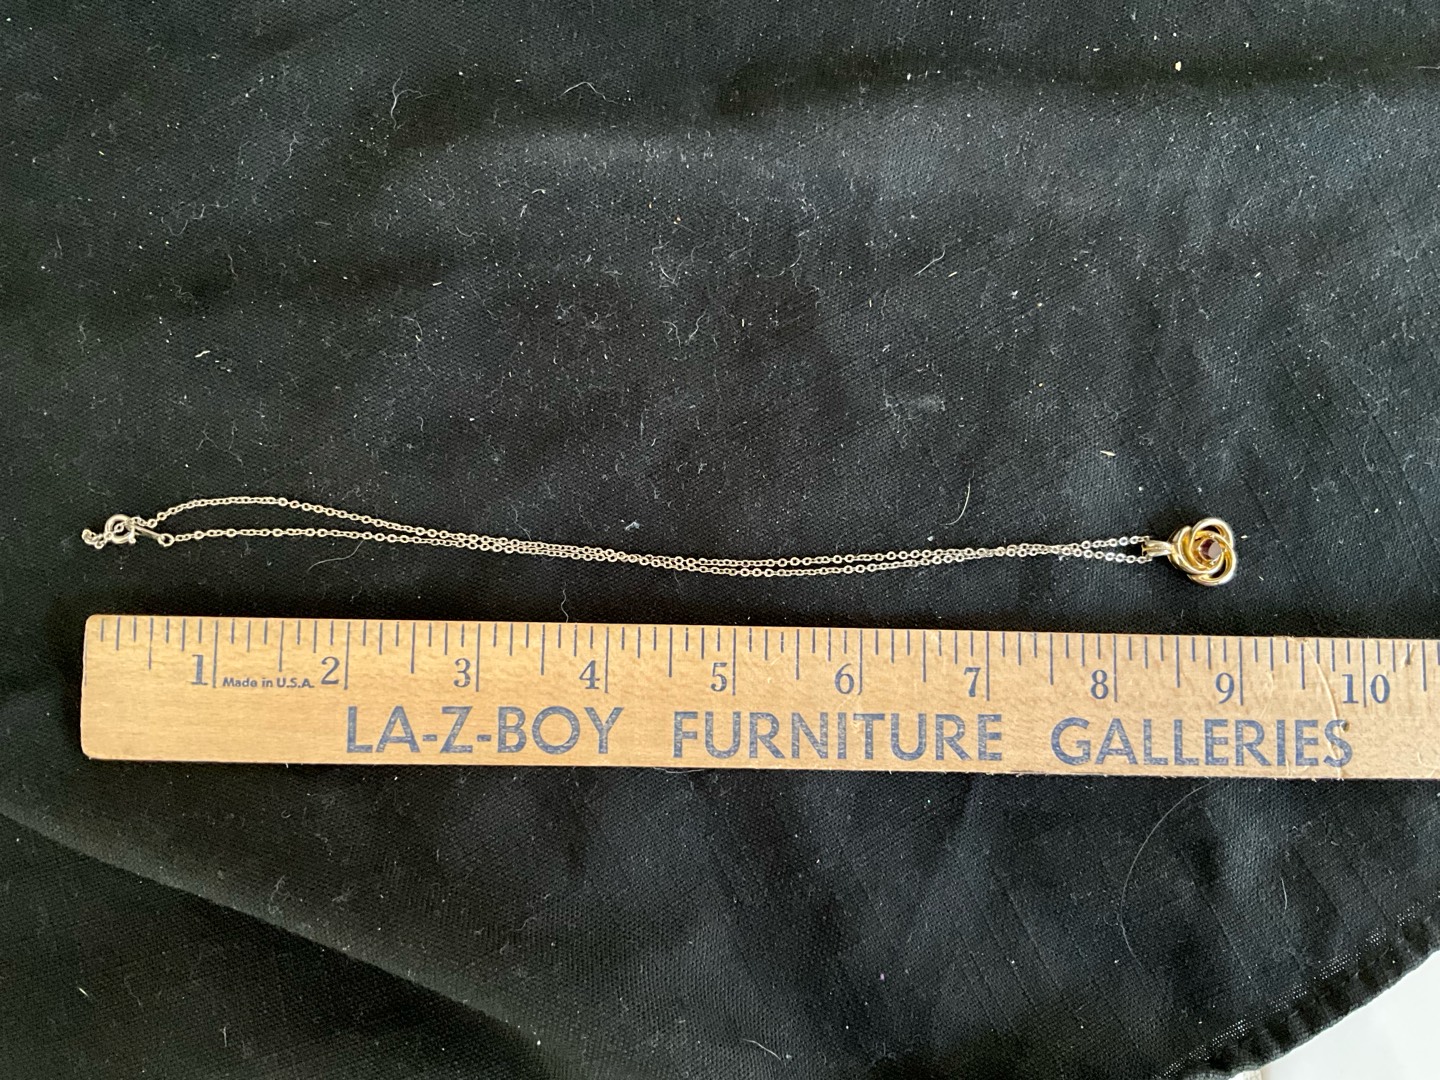 1 Made in U.S.A. 2 3 4 5 6 7 8 9 10
LA-Z-BOY FURNITURE GALLERIES